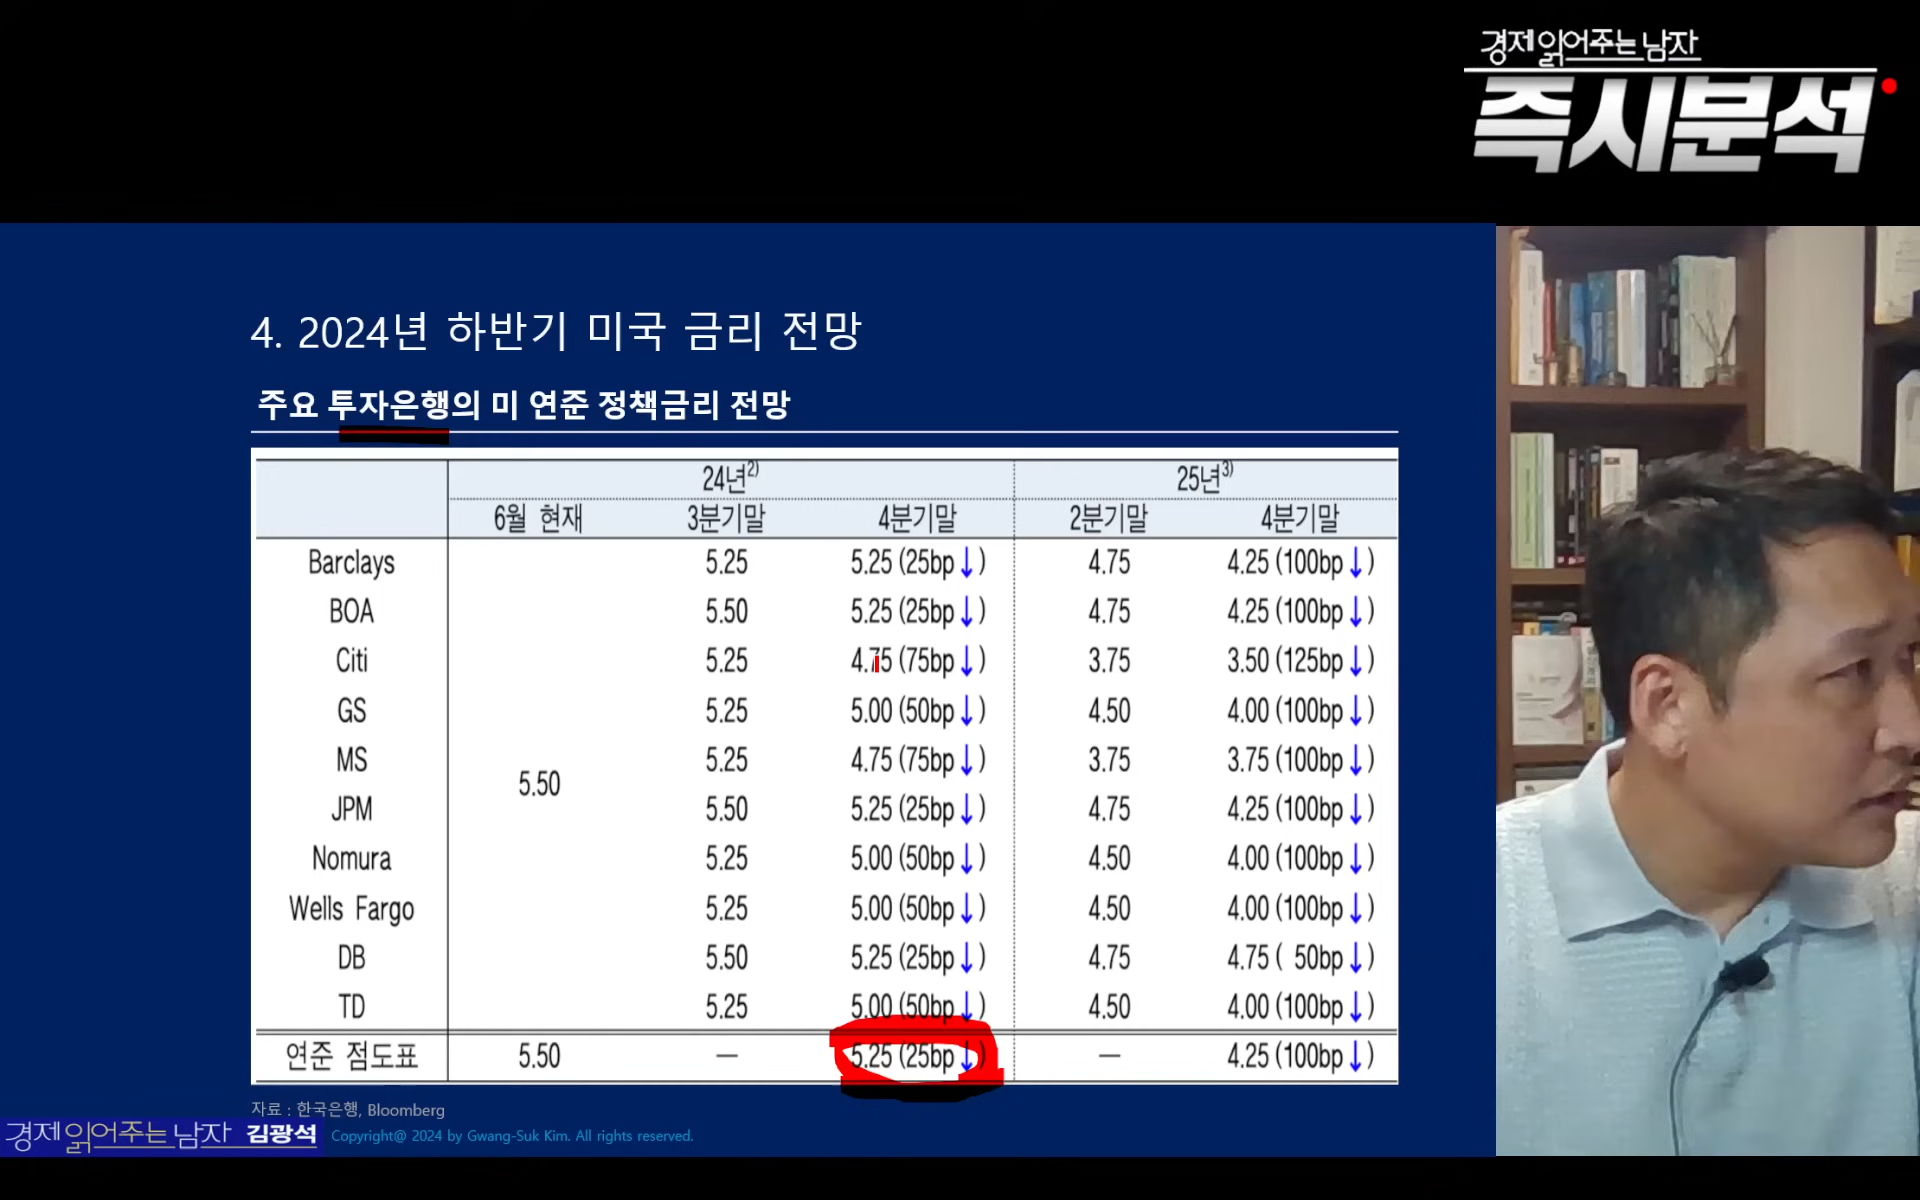 경제읽어주는남자
즉시분석
4. 2024년 하반기 미국 금리 전망
주요 투자은행의 미 연준 정책금리 전망
24년2) 25년3)
6월 현재 3분기말 4분기말 2분기말 4분기말
Barclays 5.25 5.25 (25bp↓) 4.75 4.25 (100bp↓)
BOA 5.50 5.25 (25bp↓) 4.75 4.25 (100bp↓)
Citi 5.25 4.75 (75bp↓) 3.75 3.50 (125bp↓)
GS 5.25 5.00 (50bp↓) 4.50 4.00 (100bp↓)
MS 5.25 4.75 (75bp↓) 3.75 3.75 (100bp↓)
5.50
JPM 5.50 5.25 (25bp↓) 4.75 4.25 (100bp↓)
Nomura 5.25 5.00 (50bp↓) 4.50 4.00 (100bp↓)
Wells Fargo 5.25 5.00 (50bp↓) 4.50 4.00 (100bp↓)
DB 5.50 5.25 (25bp↓) 4.75 4.75 ( 50bp↓)
TD 5.25 5.00 (50bp↓) 4.50 4.00 (100bp↓)
연준 점도표 5.50 — 5.25 (25bp↓) — 4.25 (100bp↓)
자료 : 한국은행, Bloomberg
경제읽어주는남자 김광석 Copyright@ 2024 by Gwang-Suk Kim. All rights reserved.